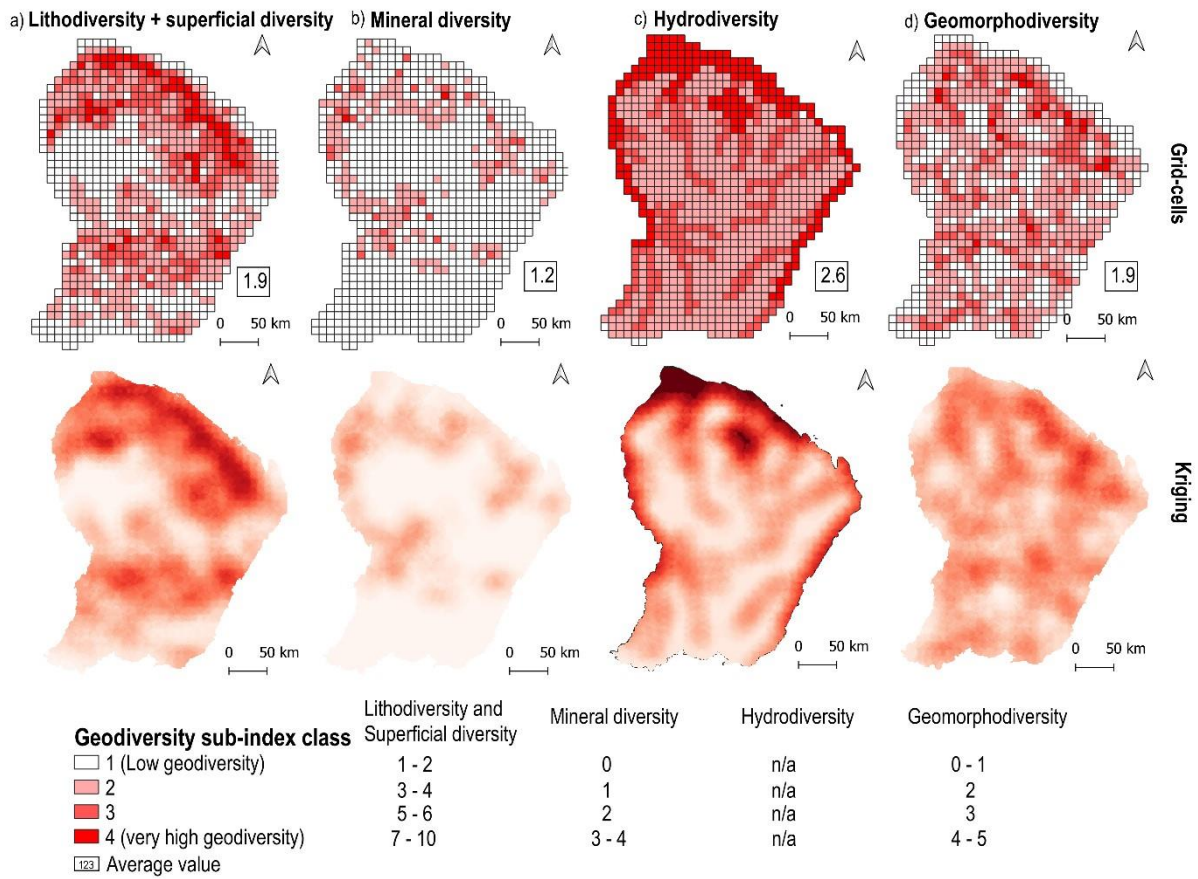 a) Lithodiversity + superficial diversity
b) Mineral diversity
c) Hydrodiversity
d) Geomorphodiversity
1.9
0 50 km
1.2
0 50 km
2.6
0 50 km
1.9
0 50 km
Grid-cells
0 50 km
0 50 km
0 50 km
0 50 km
Kriging
Geodiversity sub-index class
Lithodiversity and
Superficial diversity
Mineral diversity
Hydrodiversity
Geomorphodiversity
1 (Low geodiversity) 1 - 2 0 n/a 0 - 1
2 3 - 4 1 n/a 2
3 5 - 6 2 n/a 3
4 (very high geodiversity) 7 - 10 3 - 4 n/a 4 - 5
123 Average value